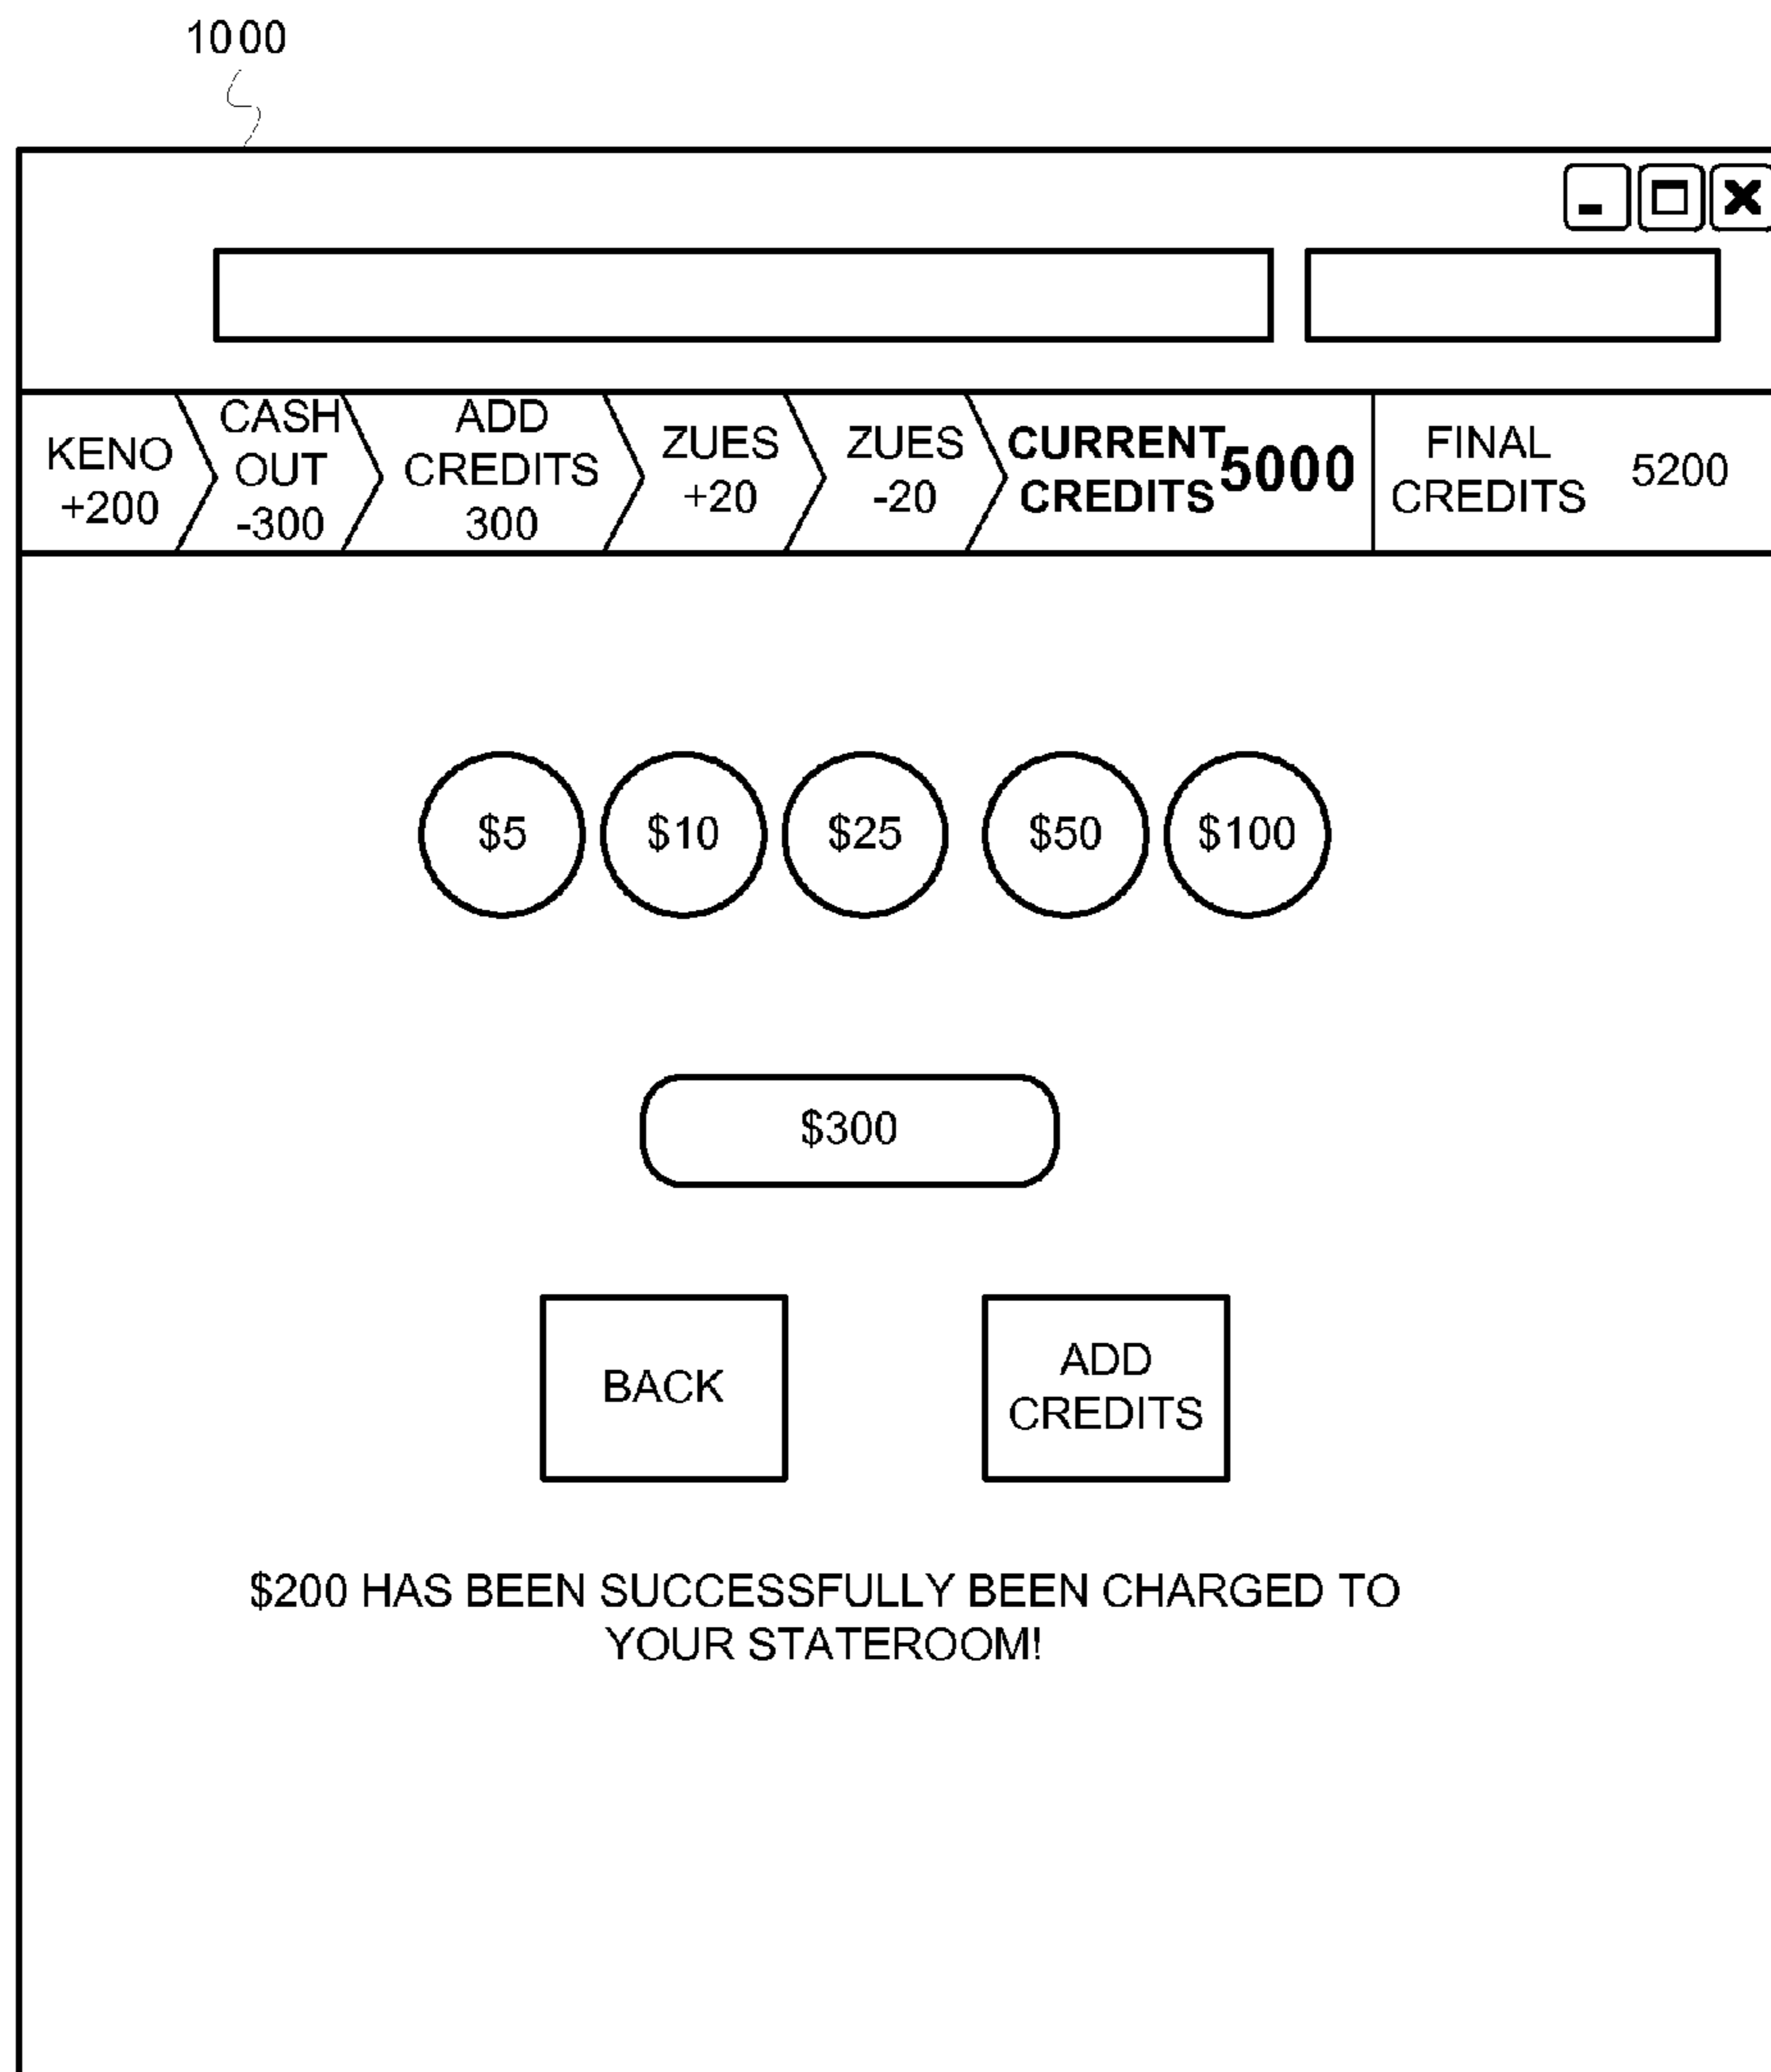 1000
KENO
+200
CASH
OUT
-300
ADD
CREDITS
300
ZUES
+20
ZUES
-20
CURRENT
CREDITS
5000
FINAL
CREDITS
5200
$5
$10
$25
$50
$100
$300
BACK
ADD
CREDITS
$200 HAS BEEN SUCCESSFULLY BEEN CHARGED TO
YOUR STATEROOM!